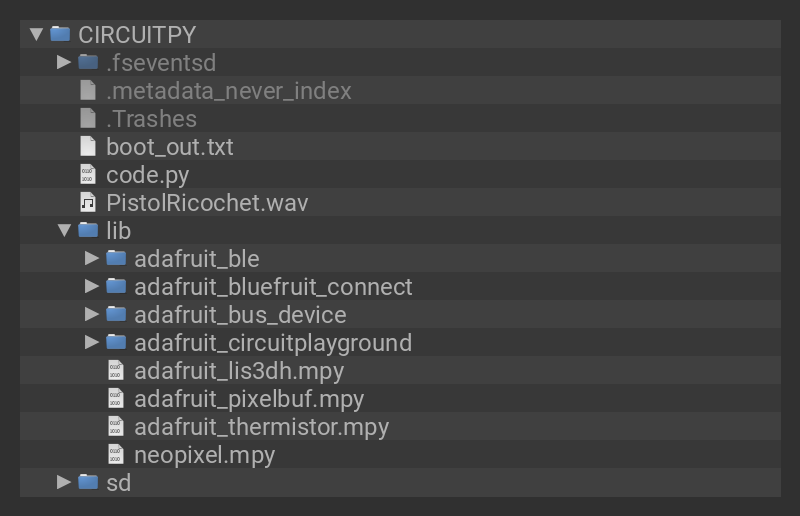 CIRCUITPY
.fseventsd
.metadata_never_index
.Trashes
boot_out.txt
code.py
PistolRicochet.wav
lib
adafruit_ble
adafruit_bluefruit_connect
adafruit_bus_device
adafruit_circuitplayground
adafruit_lis3dh.mpy
adafruit_pixelbuf.mpy
adafruit_thermistor.mpy
neopixel.mpy
sd